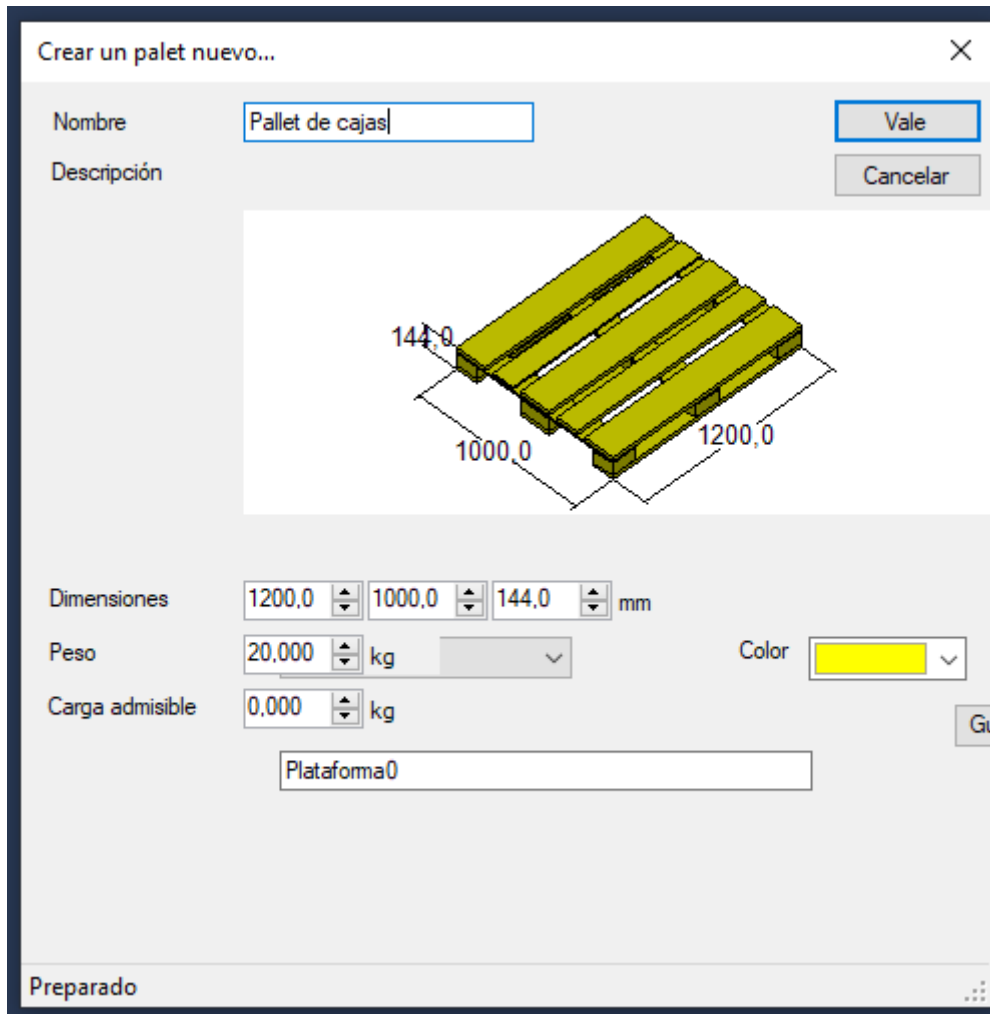 Crear un palet nuevo...
Nombre Pallet de cajas Vale
Descripción Cancelar
144,0
1000,0 1200,0
Dimensiones 1200,0 1000,0 144,0 mm
Peso 20,000 kg Color
Carga admisible 0,000 kg
Gu
Plataforma0
Preparado